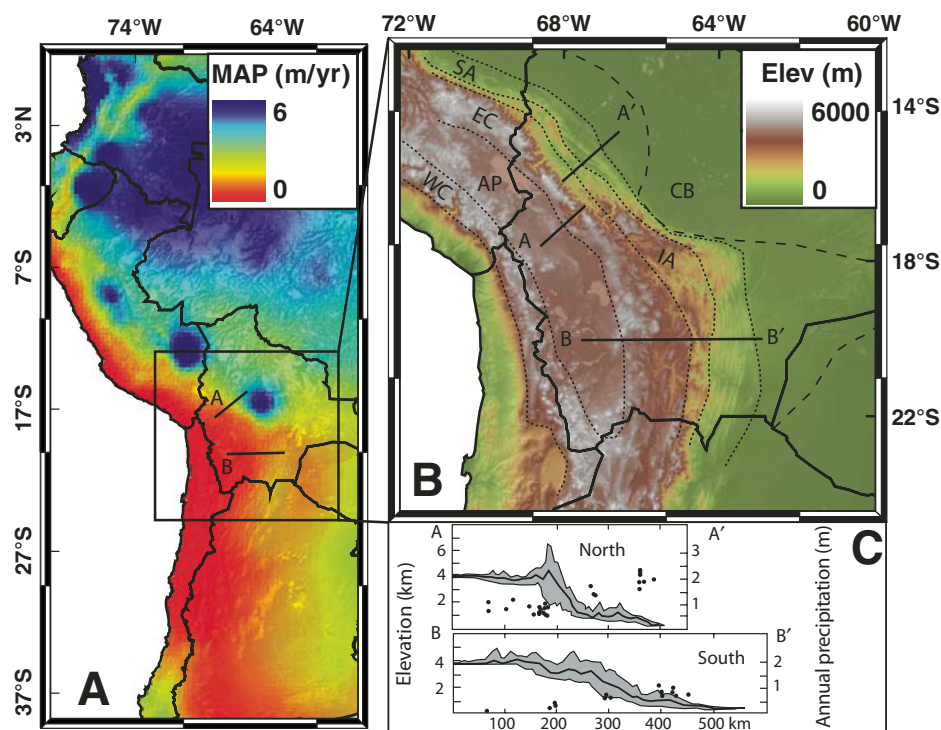 74°W 64°W
3°N
7°S
17°S
27°S
37°S
MAP (m/yr)
6
0
A
B
A
72°W 68°W 64°W 60°W
14°S
18°S
22°S
Elev (m)
6000
0
SA
EC
A′
AP
WC
CB
A
IA
B
B′
B
C
A
A′
North
6
4
2
3
2
1
B
B′
South
4
2
2
1
Elevation (km)
Annual precipitation (m)
100 200 300 400 500 km